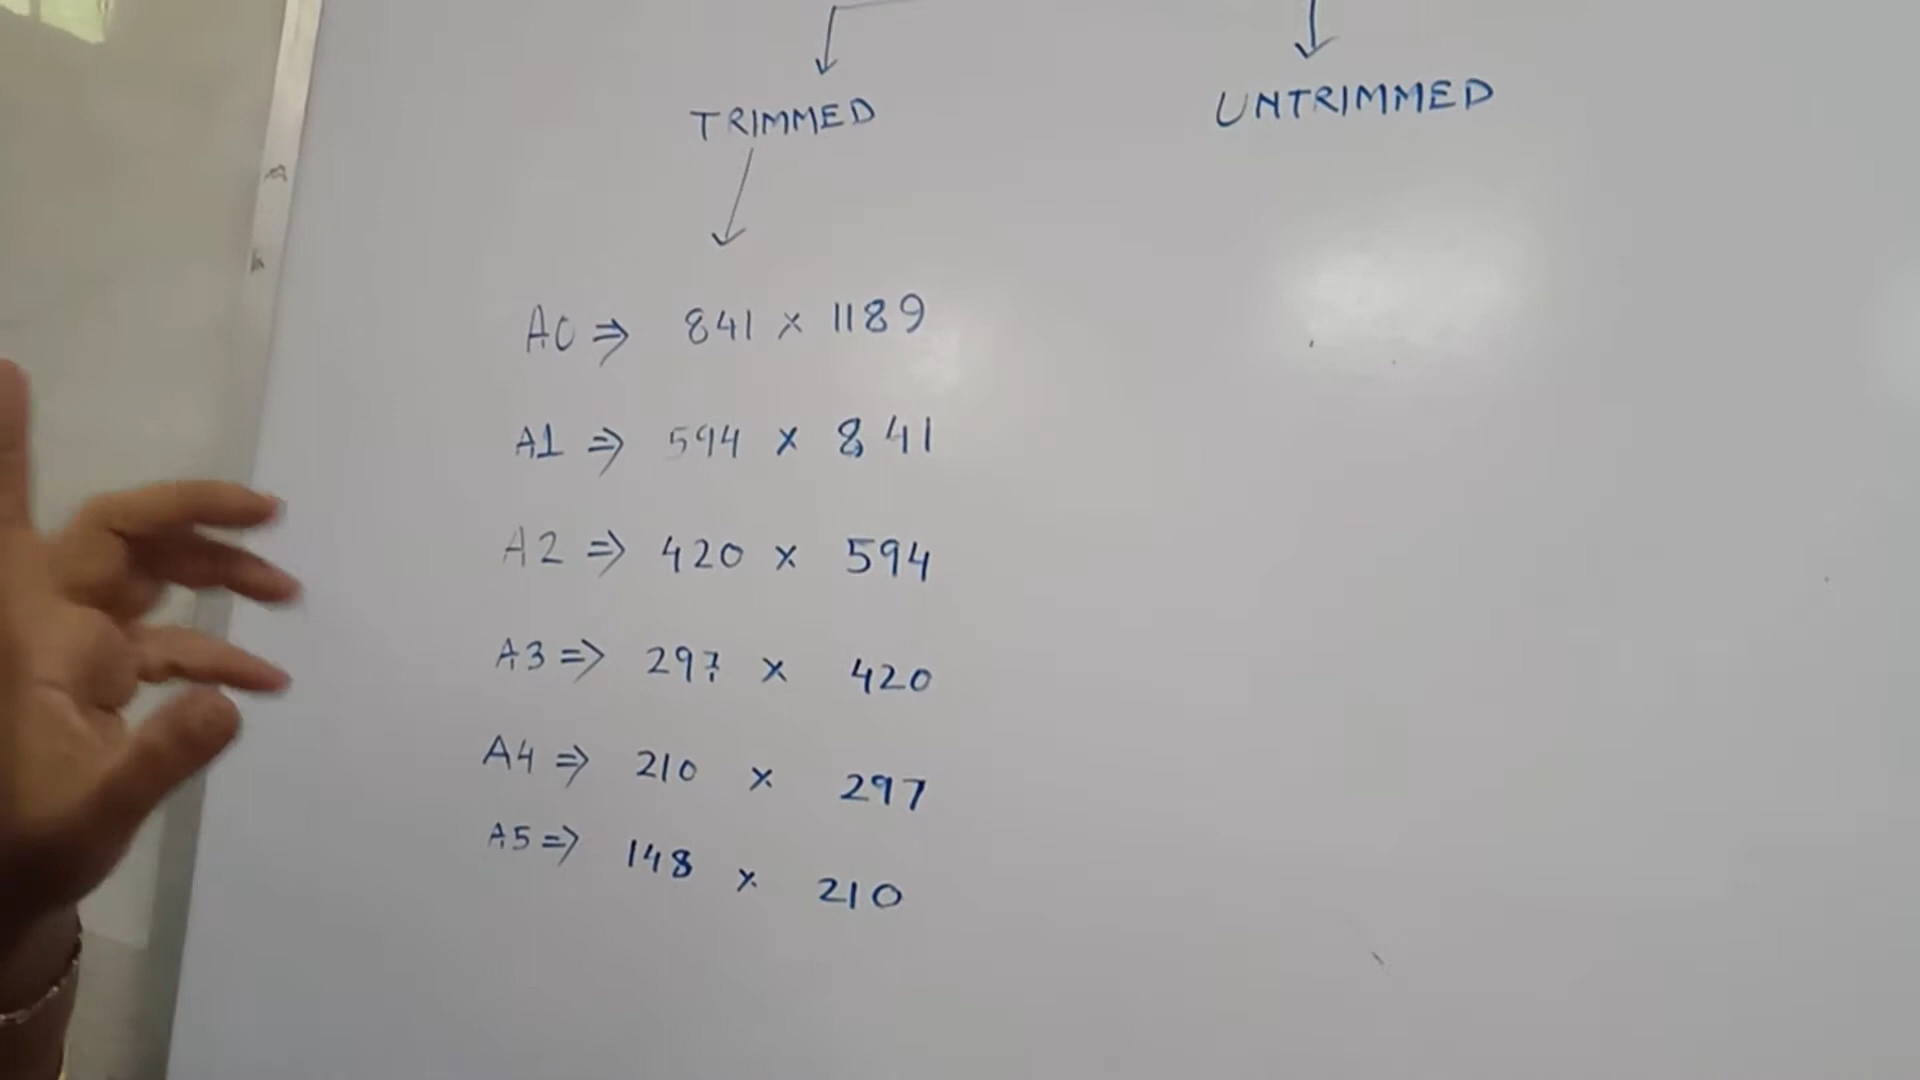 TRIMMED UNTRIMMED
A0 ⇒ 841 × 1189
A1 ⇒ 594 × 841
A2 ⇒ 420 × 594
A3 ⇒ 297 × 420
A4 ⇒ 210 × 297
A5 ⇒ 148 × 210